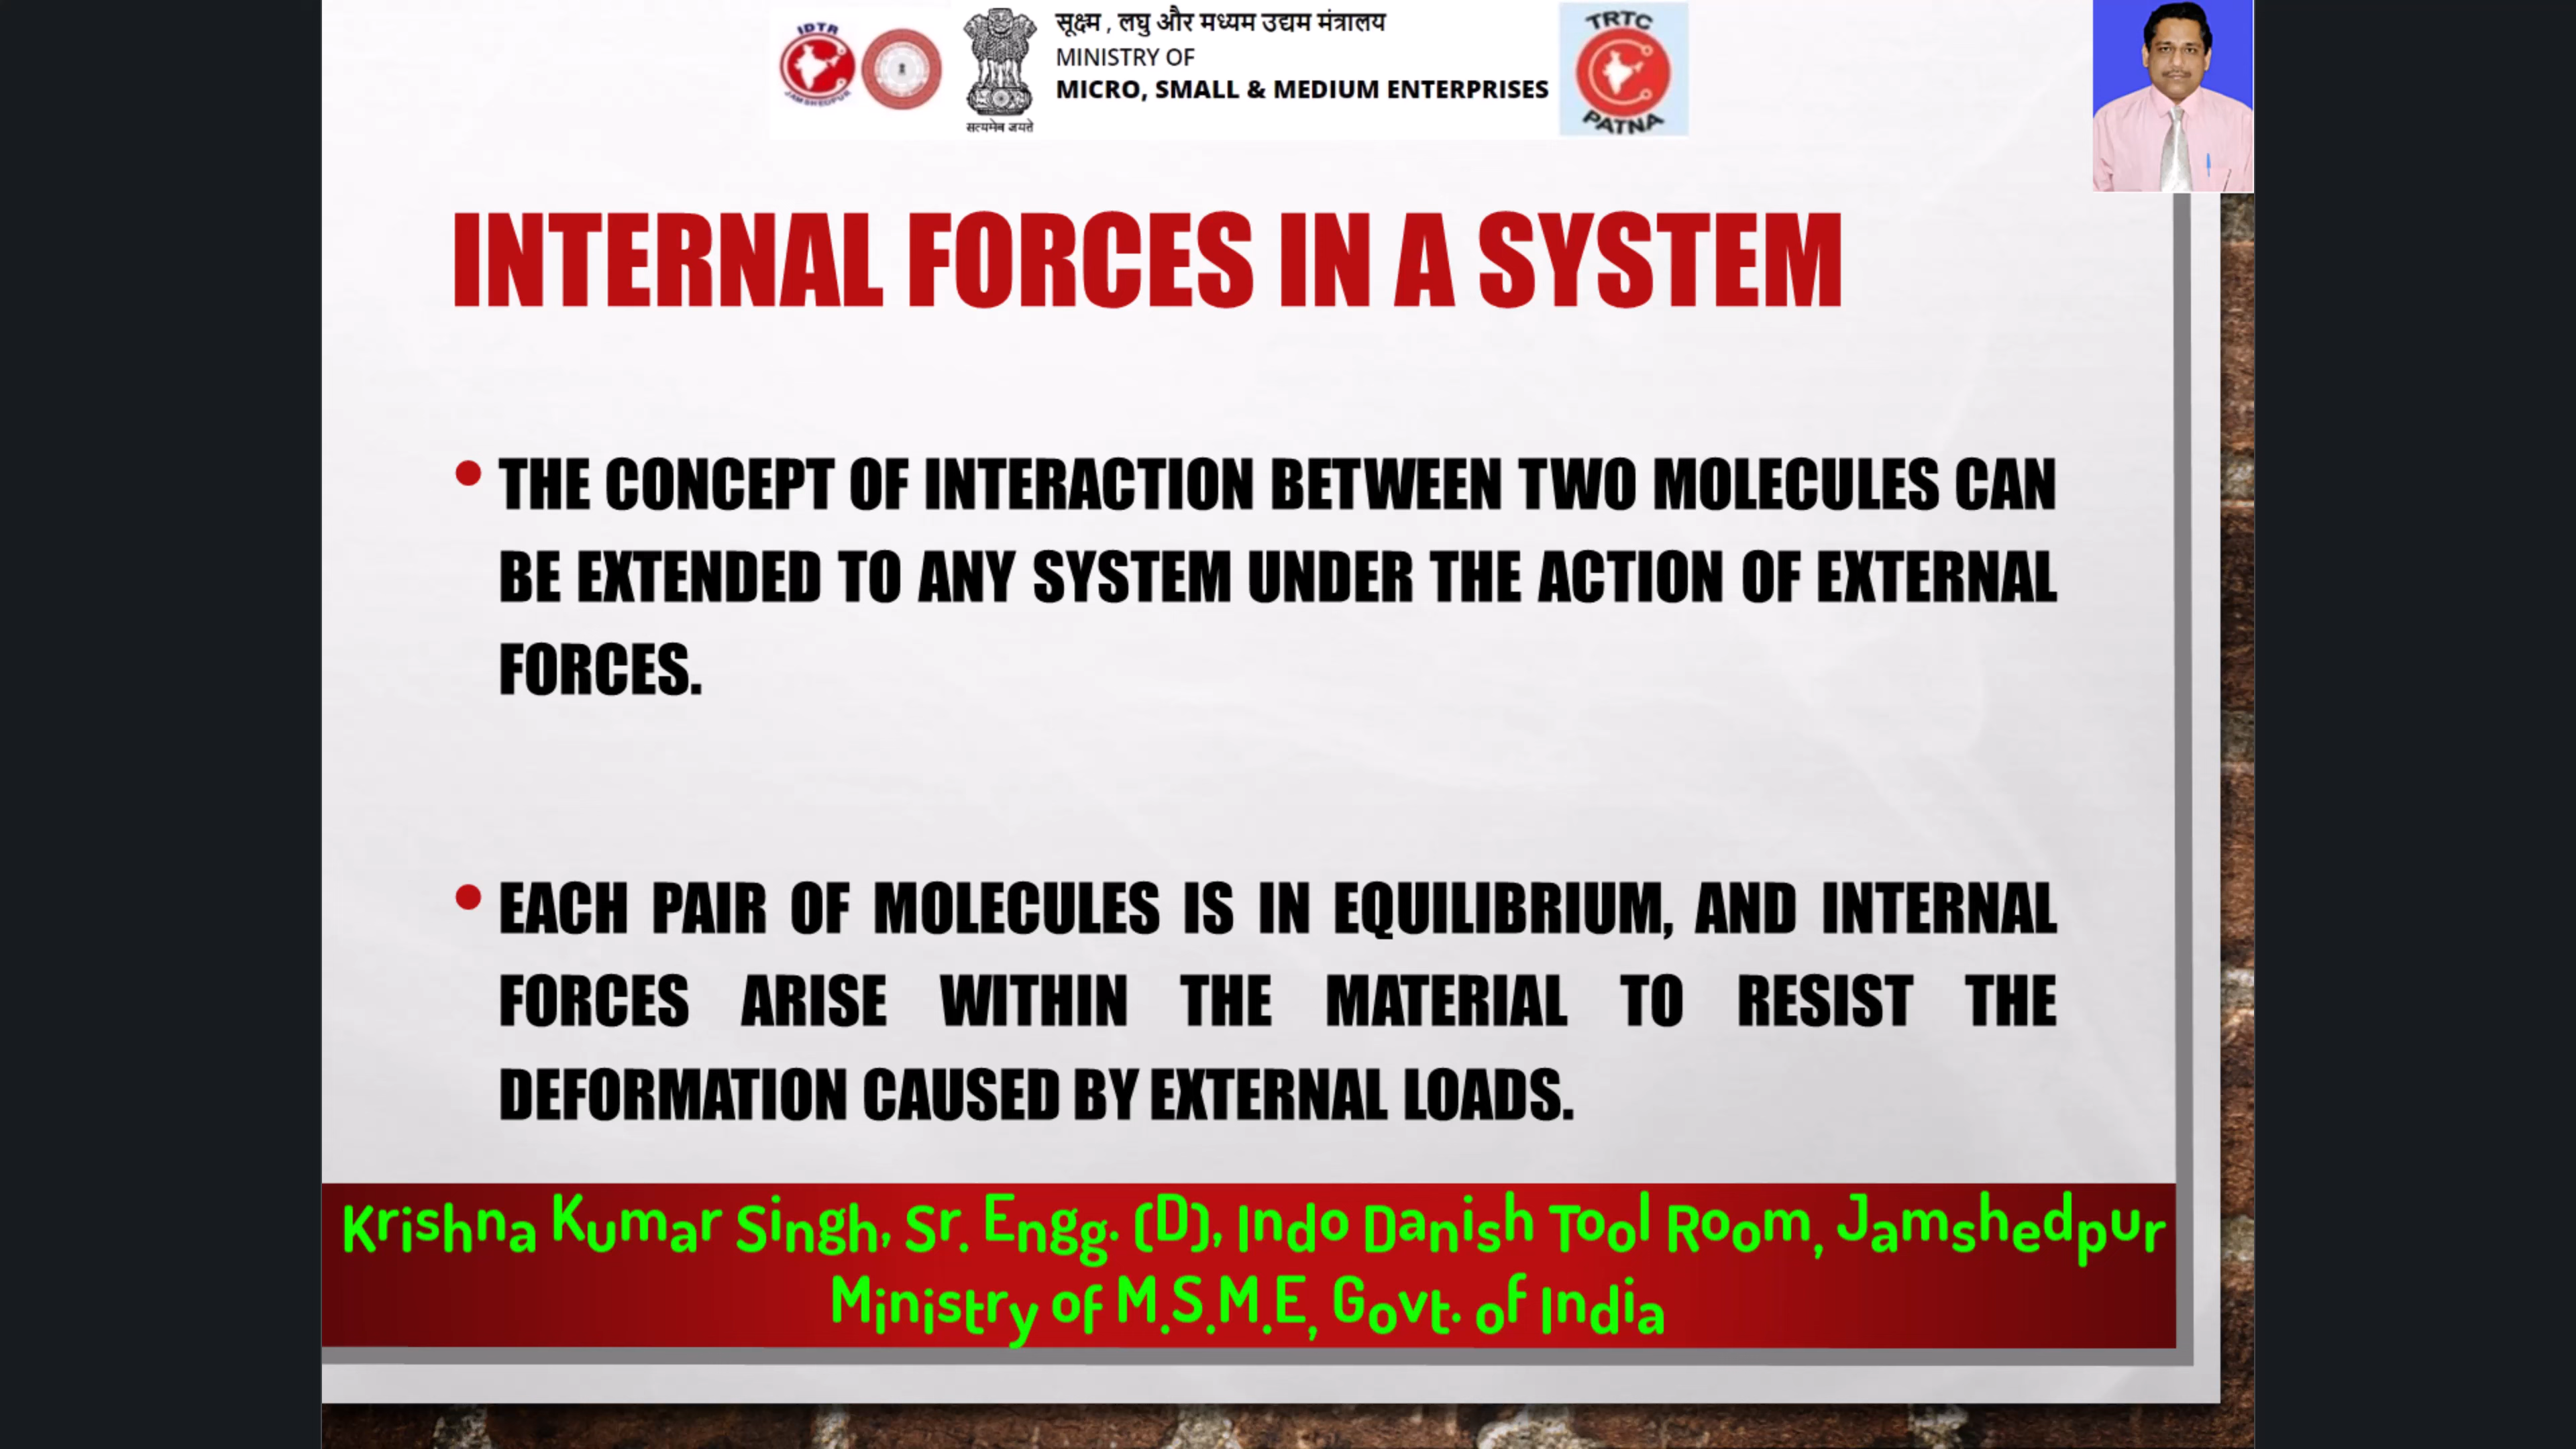 IDTR
JAMSHEDPUR
सत्यमेव जयते
सूक्ष्म , लघु और मध्यम उद्यम मंत्रालय
MINISTRY OF
MICRO, SMALL & MEDIUM ENTERPRISES
TRTC
PATNA
INTERNAL FORCES IN A SYSTEM
• THE CONCEPT OF INTERACTION BETWEEN TWO MOLECULES CAN
BE EXTENDED TO ANY SYSTEM UNDER THE ACTION OF EXTERNAL
FORCES.
• EACH PAIR OF MOLECULES IS IN EQUILIBRIUM, AND INTERNAL
FORCES ARISE WITHIN THE MATERIAL TO RESIST THE
DEFORMATION CAUSED BY EXTERNAL LOADS.
Krishna Kumar Singh, Sr. Engg. (D), Indo Danish Tool Room, Jamshedpur
Ministry of M.S.M.E, Govt. of India